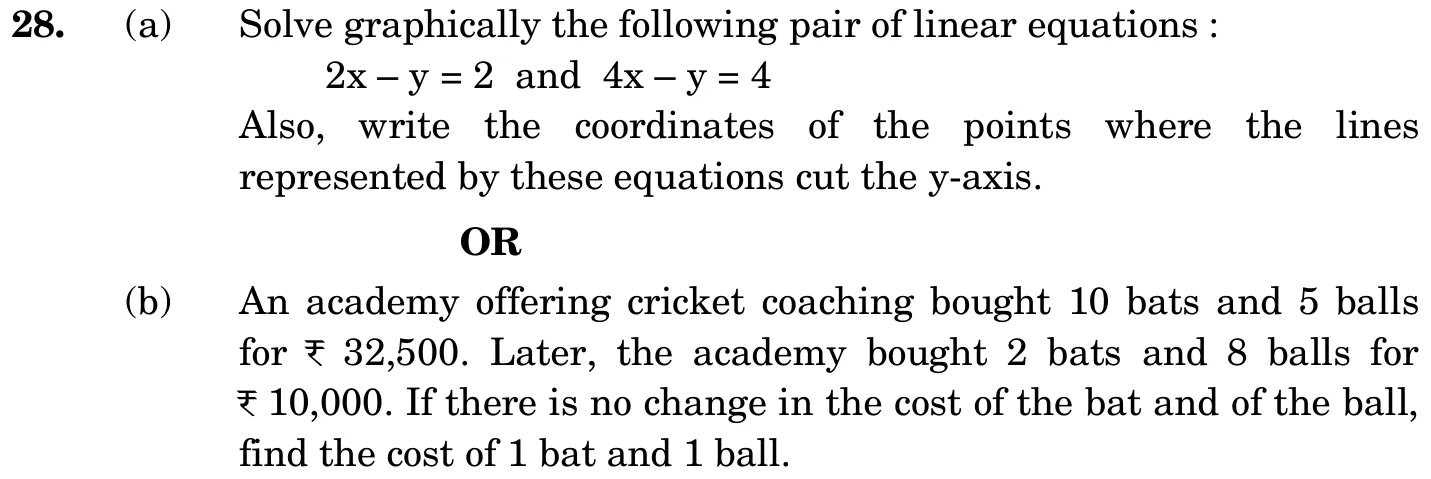 28. (a) Solve graphically the following pair of linear equations :
2x – y = 2 and 4x – y = 4
Also, write the coordinates of the points where the lines
represented by these equations cut the y-axis.
OR
(b) An academy offering cricket coaching bought 10 bats and 5 balls
for ₹ 32,500. Later, the academy bought 2 bats and 8 balls for
₹ 10,000. If there is no change in the cost of the bat and of the ball,
find the cost of 1 bat and 1 ball.